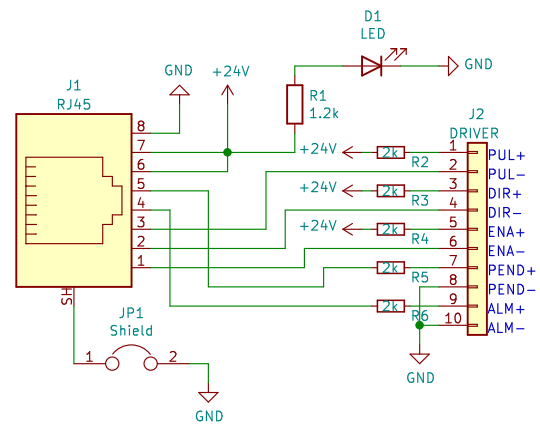 D1
LED
GND
J1
RJ45
GND
+24V
R1
1.2k
J2
DRIVER
8
7
6
5
4
3
2
1
SH
+24V
2k
R2
1
PUL+
2
PUL-
+24V
2k
R3
3
DIR+
4
DIR-
+24V
2k
R4
5
ENA+
6
ENA-
2k
R5
7
PEND+
8
PEND-
2k
R6
9
ALM+
10
ALM-
GND
JP1
Shield
1
2
GND